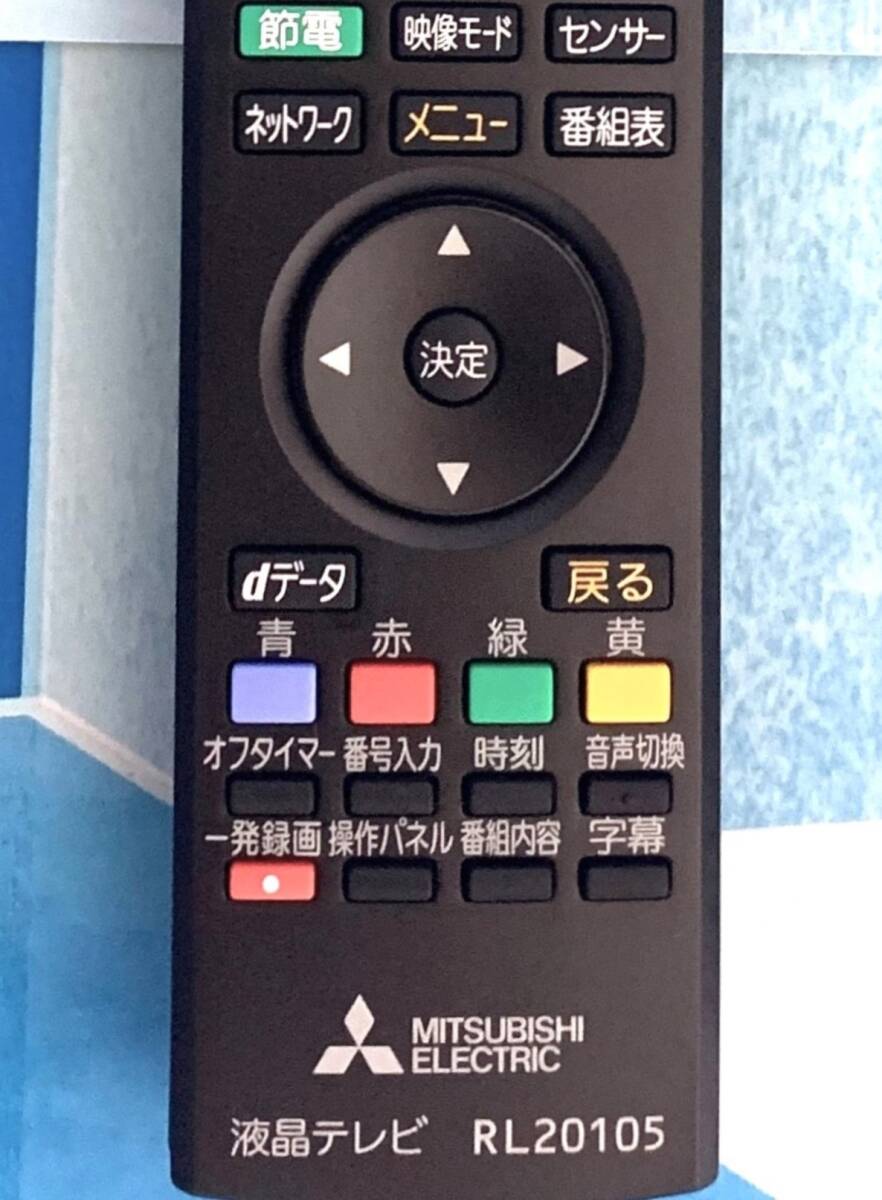 節電 映像モード センサー
ネットワーク メニュー 番組表
決定
dデータ 戻る
青 赤 緑 黄
オフタイマー 番号入力 時刻 音声切換
一発録画 操作パネル 番組内容 字幕
MITSUBISHI
ELECTRIC
液晶テレビ RL20105